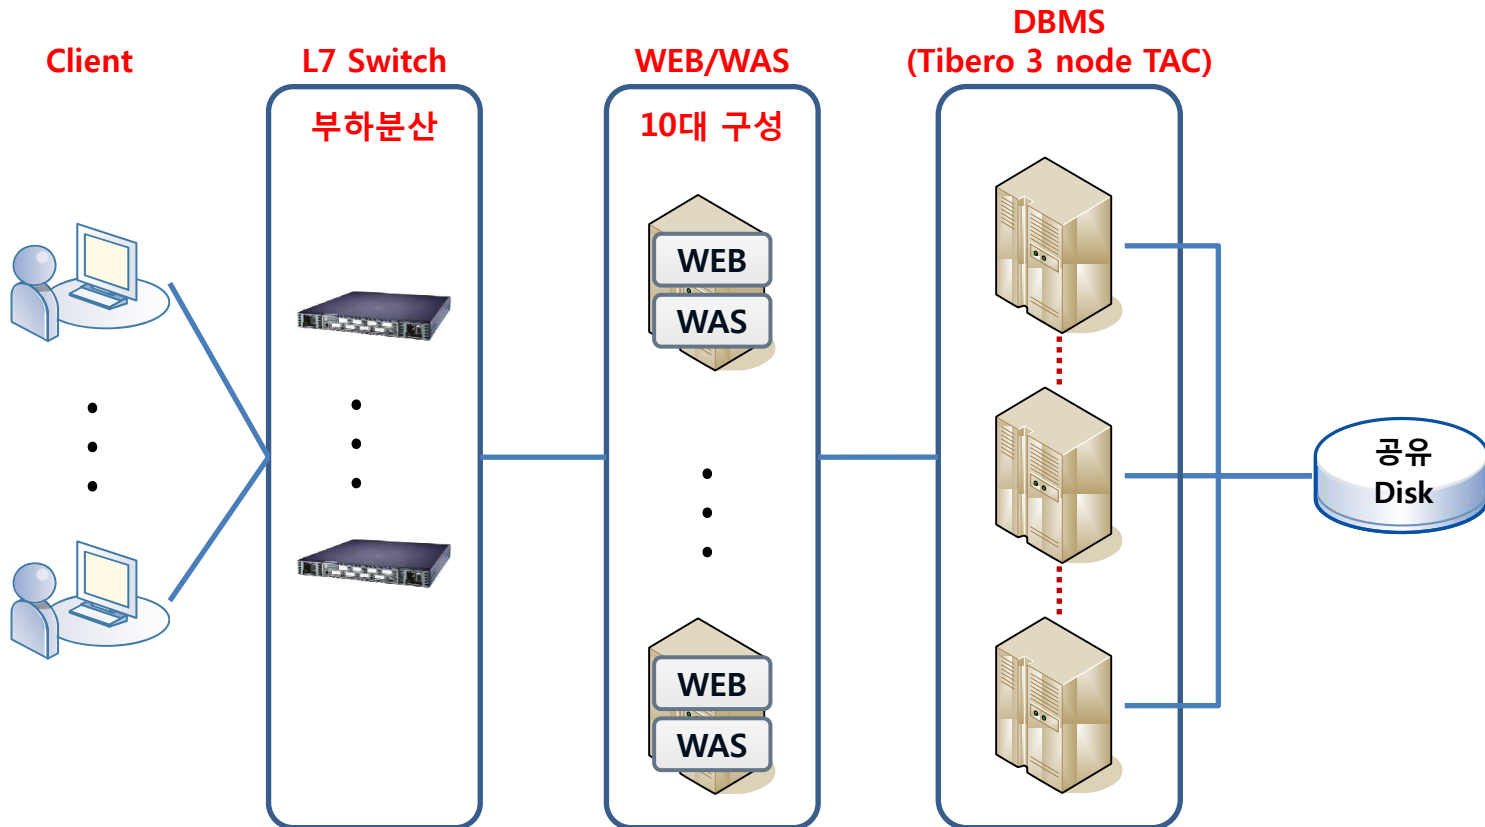 Client
L7 Switch
부하분산
WEB/WAS
10대 구성
WEB
WAS
WEB
WAS
DBMS
(Tibero 3 node TAC)
공유
Disk